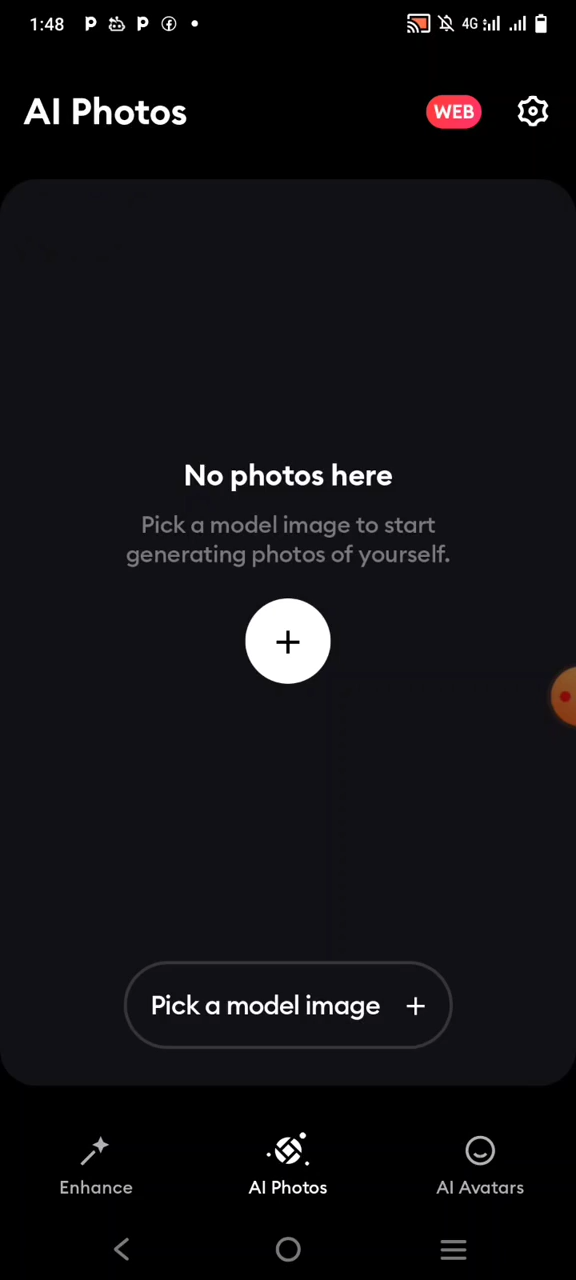 1:48 4G
AI Photos WEB
No photos here
Pick a model image to start
generating photos of yourself.
Pick a model image +
Enhance AI Photos AI Avatars